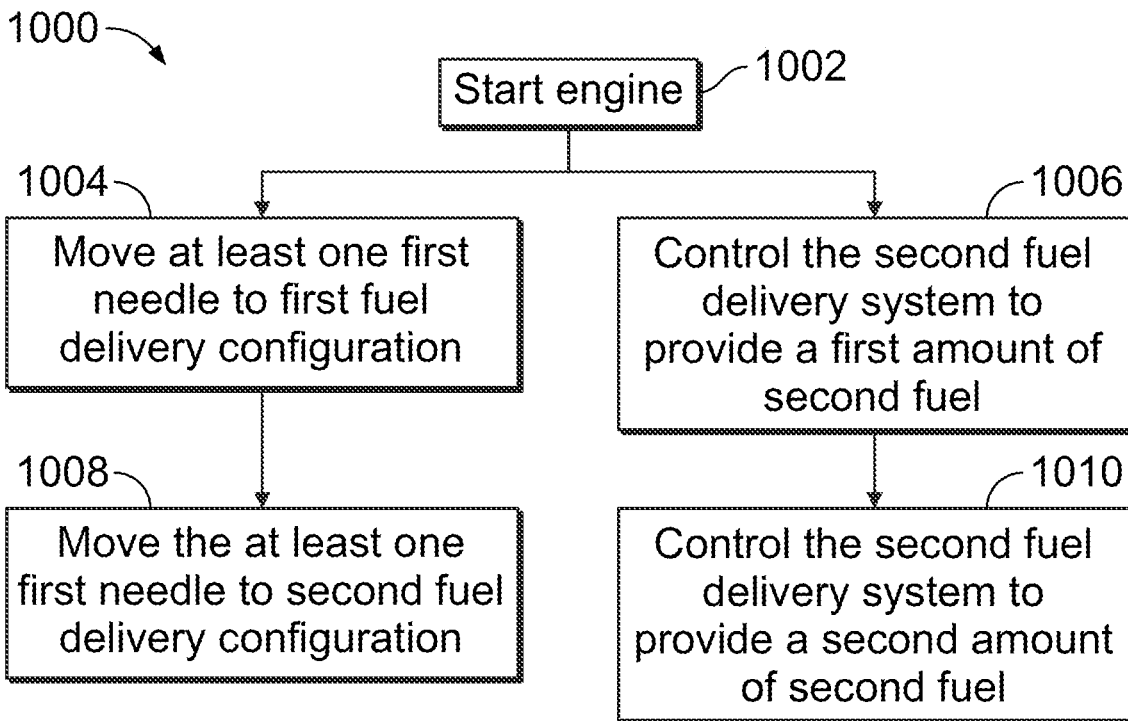 1000
1002
Start engine
1004
Move at least one first
needle to first fuel
delivery configuration
1006
Control the second fuel
delivery system to
provide a first amount of
second fuel
1008
Move the at least one
first needle to second fuel
delivery configuration
1010
Control the second fuel
delivery system to
provide a second amount
of second fuel